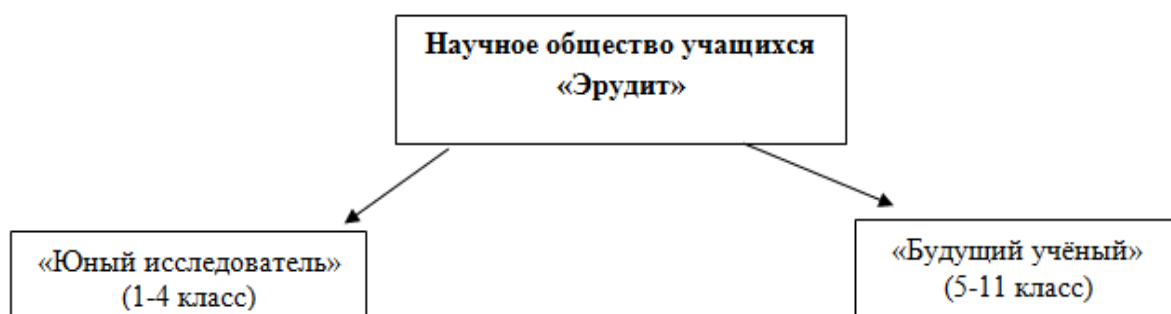 Научное общество учащихся
«Эрудит»
«Юный исследователь»
(1-4 класс)
«Будущий учёный»
(5-11 класс)